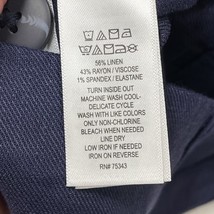 56% LINEN
43% RAYON / VISCOSE
1% SPANDEX / ELASTANE
TURN INSIDE OUT
MACHINE WASH COOL-
DELICATE CYCLE
WASH WITH LIKE COLORS
ONLY NON-CHLORINE
BLEACH WHEN NEEDED
LINE DRY
LOW IRON IF NEEDED
IRON ON REVERSE
RN# 75343